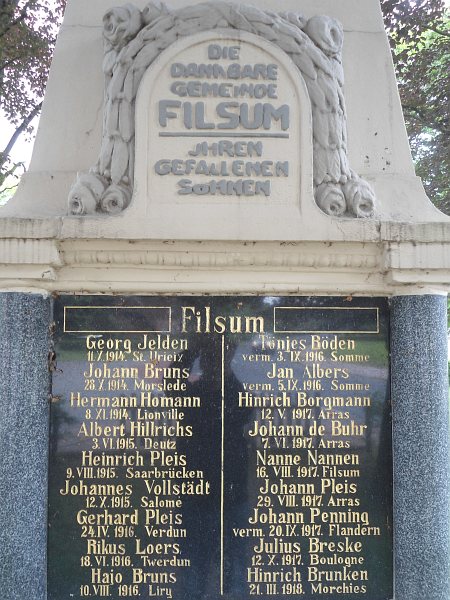 DIE
DANKBARE
GEMEINDE
FILSUM
JHREN
GEFALLENEN
SÖHNEN
Filsum
Georg Jelden
11.X.1914. St. Urieiz
Johann Bruns
28.X.1914. Morslede
Hermann Homann
8.XI.1914. Lionville
Albert Hillrichs
3.VI.1915. Deutz
Heinrich Pleis
9.VIII.1915. Saarbrücken
Johannes Vollstädt
12.X.1915. Salomé
Gerhard Pleis
24.IV.1916. Verdun
Rikus Loers
18.VI.1916. Twerdun
Hajo Bruns
10.VIII.1916. Liry
Tönjes Böden
verm. 3.IX.1916. Somme
Jan Albers
verm. 5.IX.1916. Somme
Hinrich Borgmann
12.V.1917. Arras
Johann de Buhr
7.VI.1917. Arras
Nanne Nannen
16.VIII.1917. Filsum
Johann Pleis
29.VIII.1917. Arras
Johann Penning
verm. 20.IX.1917. Flandern
Julius Breske
12.X.1917. Boulogne
Hinrich Brunken
21.III.1918. Morchies